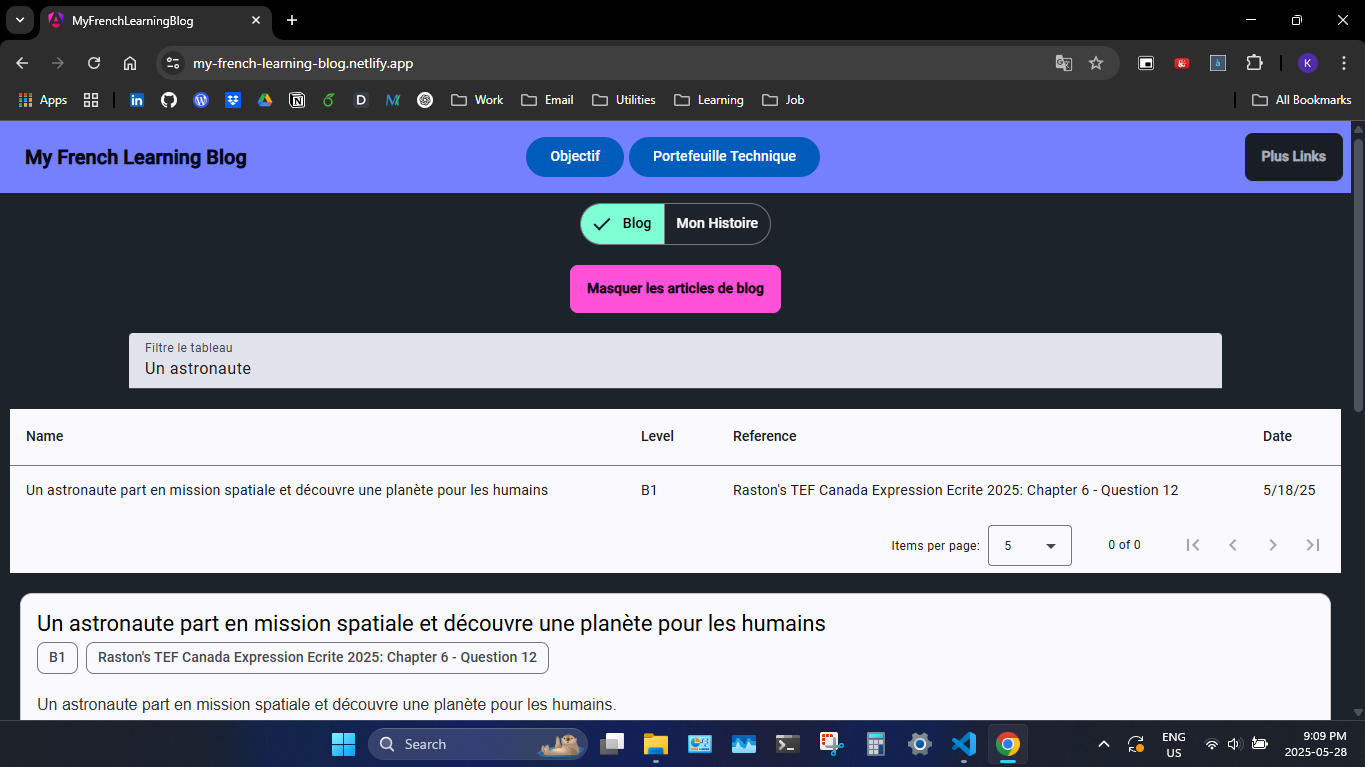 MyFrenchLearningBlog
my-french-learning-blog.netlify.app
K
Apps
in
D
Work
Email
Utilities
Learning
Job
All Bookmarks
My French Learning Blog
Objectif
Portefeuille Technique
Plus Links
Blog
Mon Histoire
Masquer les articles de blog
Filtre le tableau
Un astronaute
Name Level Reference Date
Un astronaute part en mission spatiale et découvre une planète pour les humains B1 Raston's TEF Canada Expression Ecrite 2025: Chapter 6 - Question 12 5/18/25
Items per page: 5 0 of 0
Un astronaute part en mission spatiale et découvre une planète pour les humains
B1 Raston's TEF Canada Expression Ecrite 2025: Chapter 6 - Question 12
Un astronaute part en mission spatiale et découvre une planète pour les humains.
Search
ENG
US
9:09 PM
2025-05-28